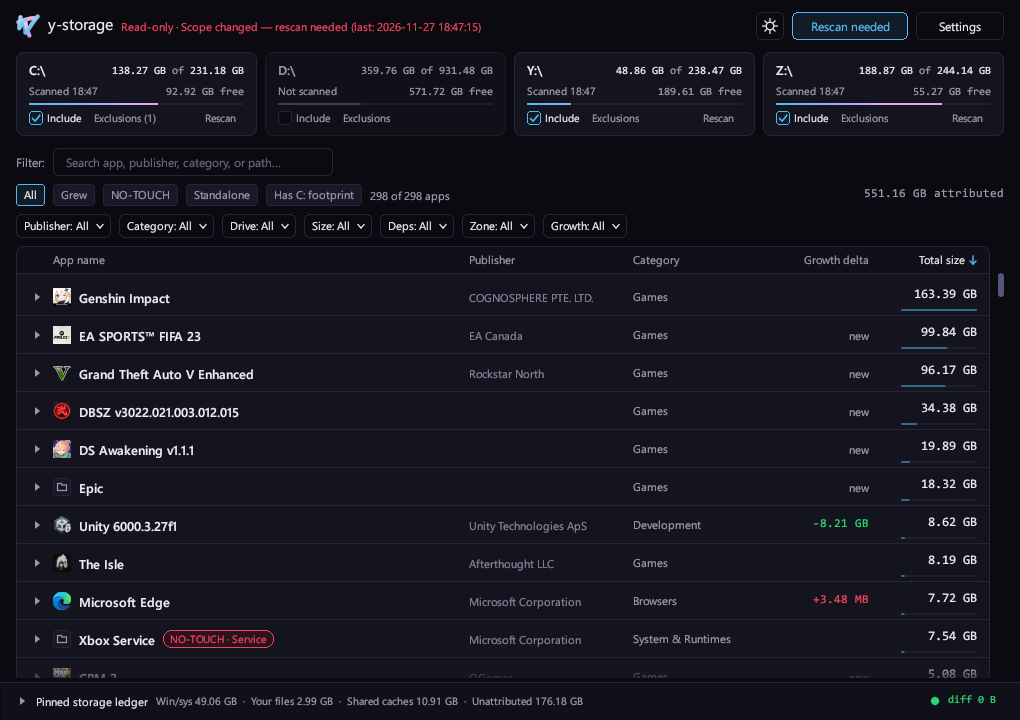 y-storage Read-only · Scope changed — rescan needed (last: 2026-11-27 18:47:15) Rescan needed Settings
C:\ 138.27 GB of 231.18 GB
Scanned 18:47 92.92 GB free
Include Exclusions (1) Rescan
D:\ 359.76 GB of 931.48 GB
Not scanned 571.72 GB free
Include Exclusions
Y:\ 48.86 GB of 238.47 GB
Scanned 18:47 189.61 GB free
Include Exclusions Rescan
Z:\ 188.87 GB of 244.14 GB
Scanned 18:47 55.27 GB free
Include Exclusions Rescan
Filter: Search app, publisher, category, or path...
All Grew NO-TOUCH Standalone Has C: footprint 298 of 298 apps 551.16 GB attributed
Publisher: All Category: All Drive: All Size: All Deps: All Zone: All Growth: All
App name Publisher Category Growth delta Total size ↓
Genshin Impact COGNOSPHERE PTE. LTD. Games 163.39 GB
EA SPORTS™ FIFA 23 EA Canada Games new 99.84 GB
Grand Theft Auto V Enhanced Rockstar North Games new 96.17 GB
DBSZ v3022.021.003.012.015 Games new 34.38 GB
DS Awakening v1.1.1 Games new 19.89 GB
Epic Games new 18.32 GB
Unity 6000.3.27f1 Unity Technologies ApS Development -8.21 GB 8.62 GB
The Isle Afterthought LLC Games 8.19 GB
Microsoft Edge Microsoft Corporation Browsers +3.48 MB 7.72 GB
Xbox Service NO-TOUCH · Service Microsoft Corporation System & Runtimes 7.54 GB
Games new 5.08 GB
Pinned storage ledger Win/sys 49.06 GB · Your files 2.99 GB · Shared caches 10.91 GB · Unattributed 176.18 GB diff 0 B